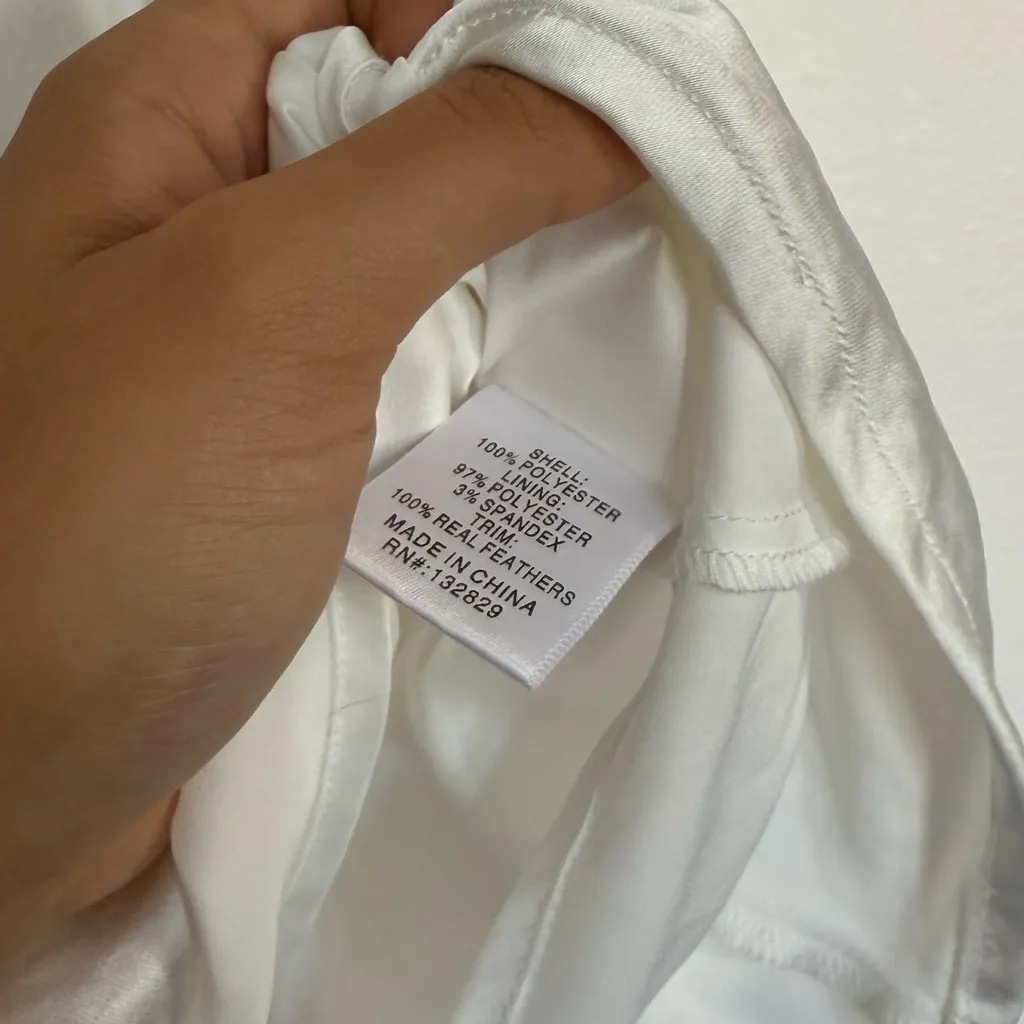 SHELL:
100% POLYESTER
LINING:
97% POLYESTER
3% SPANDEX
TRIM:
100% REAL FEATHERS
MADE IN CHINA
RN#:132829